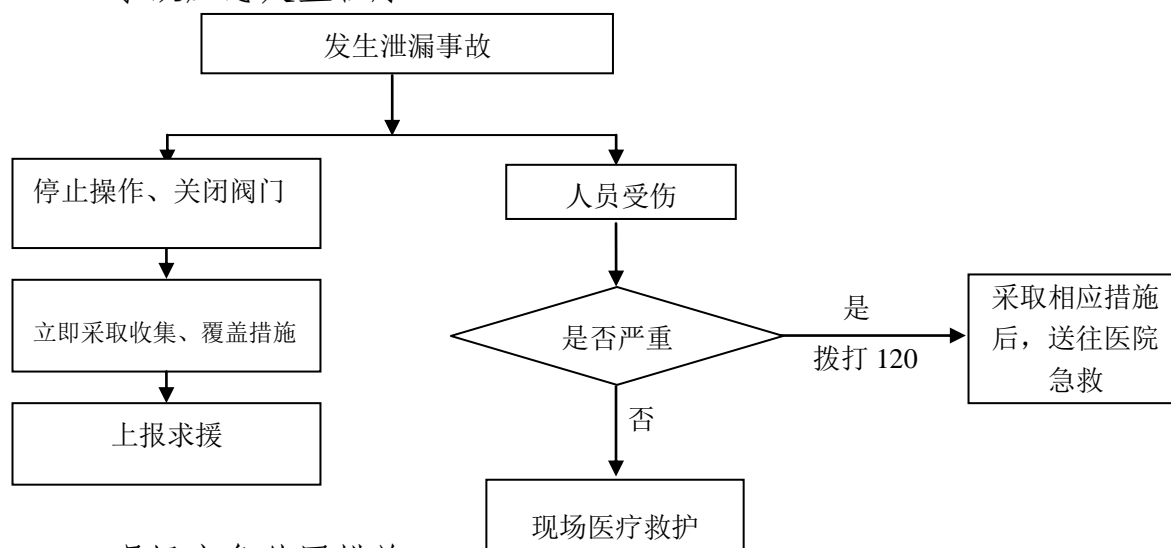 发生泄漏事故
停止操作、关闭阀门
人员受伤
立即采取收集、覆盖措施
是否严重
是
拨打 120
采取相应措施
后，送往医院
急救
上报求援
否
现场医疗救护